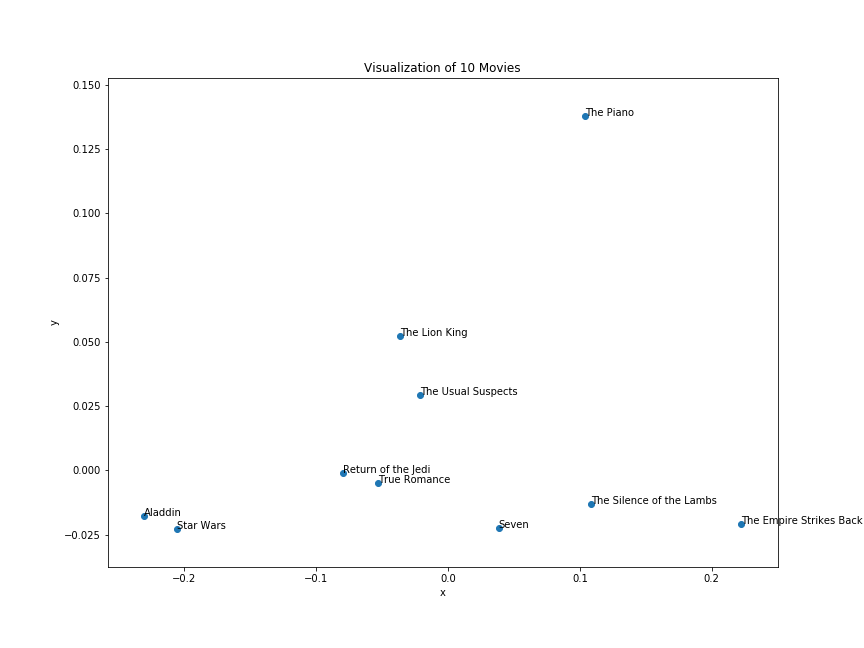 Visualization of 10 Movies
0.150
The Piano
0.125
0.100
0.075
y
The Lion King
0.050
The Usual Suspects
0.025
Return of the Jedi
0.000
True Romance
The Silence of the Lambs
Aladdin
The Empire Strikes Back
Seven
Star Wars
−0.025
−0.2 −0.1 0.0 0.1 0.2
x